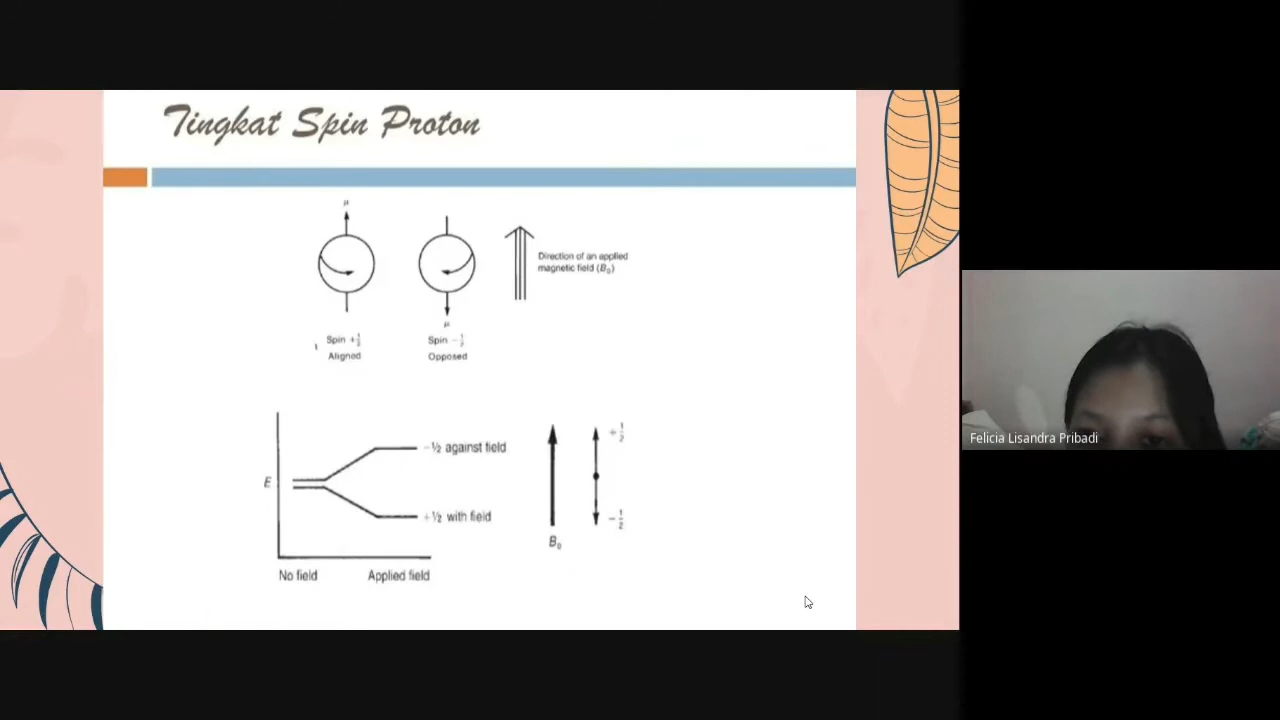 Tingkat Spin Proton
μ
Direction of an applied
magnetic field (B₀)
μ
Spin +½
Aligned
Spin −½
Opposed
−½ against field
E
+½ with field
No field
Applied field
+½
−½
B₀
Felicia Lisandra Pribadi